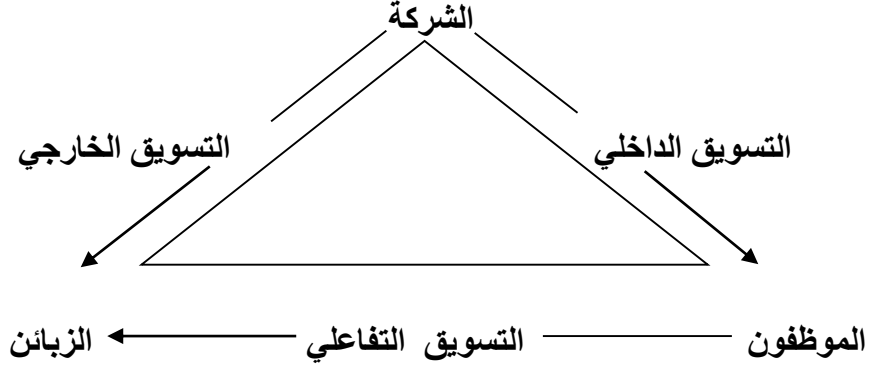 الشركة
التسويق الداخلي
التسويق الخارجي
الموظفون
التسويق التفاعلي
الزبائن